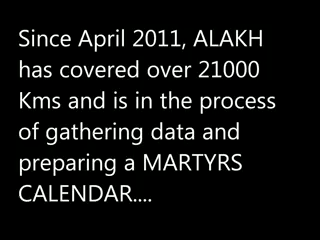 Since April 2011, ALAKH
has covered over 21000
Kms and is in the process
of gathering data and
preparing a MARTYRS
CALENDAR....